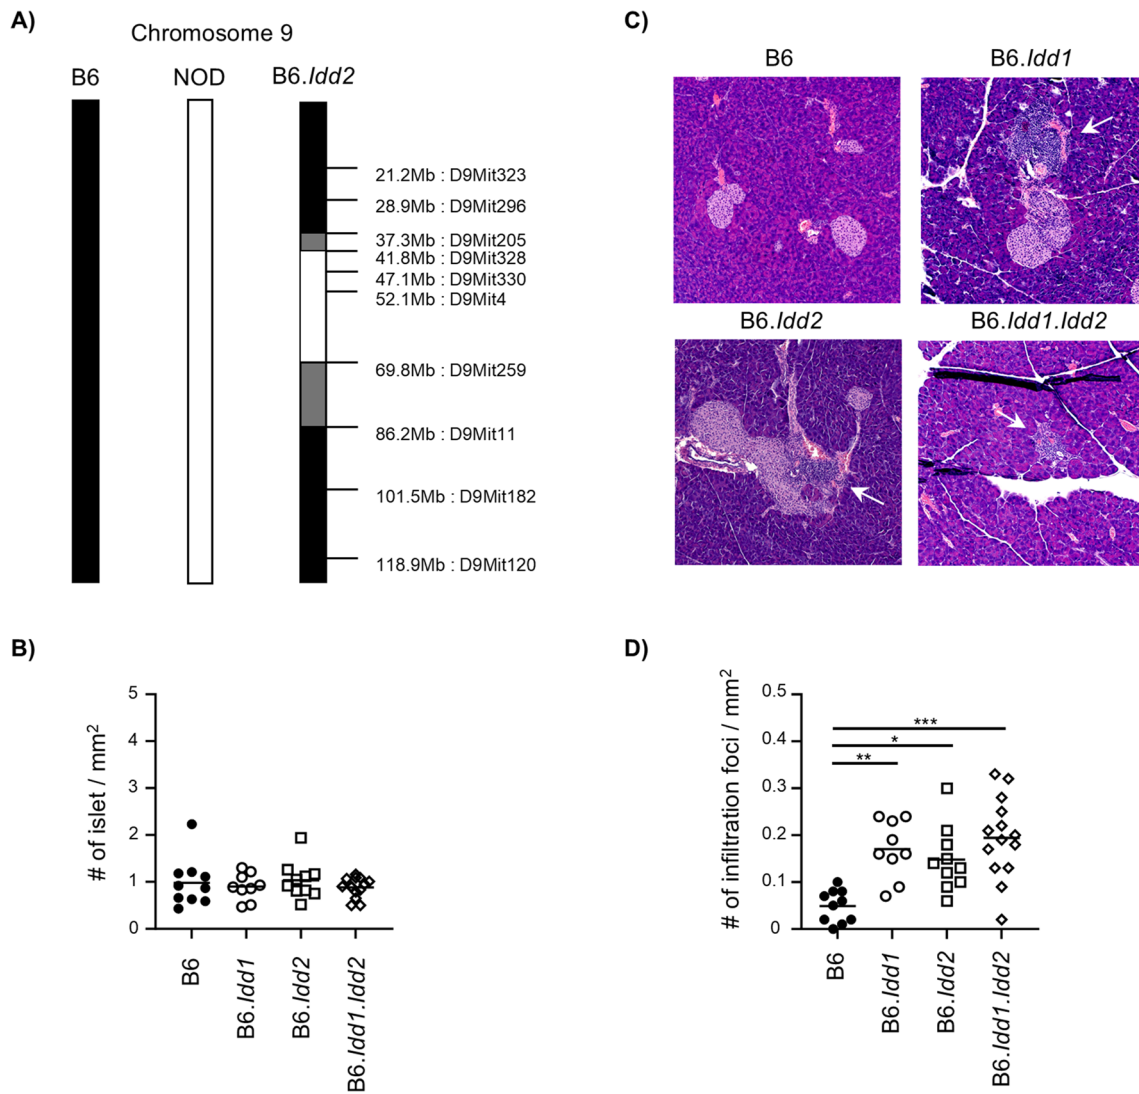 A)
Chromosome 9
B6
NOD
B6.Idd2
21.2Mb : D9Mit323
28.9Mb : D9Mit296
37.3Mb : D9Mit205
41.8Mb : D9Mit328
47.1Mb : D9Mit330
52.1Mb : D9Mit4
69.8Mb : D9Mit259
86.2Mb : D9Mit11
101.5Mb : D9Mit182
118.9Mb : D9Mit120
B)
# of islet / mm²
5
4
3
2
1
0
B6
B6.Idd1
B6.Idd2
B6.Idd1.Idd2
C)
B6
B6.Idd1
B6.Idd2
B6.Idd1.Idd2
D)
# of infiltration foci / mm²
0.5
0.4
0.3
0.2
0.1
0
***
*
**
B6
B6.Idd1
B6.Idd2
B6.Idd1.Idd2